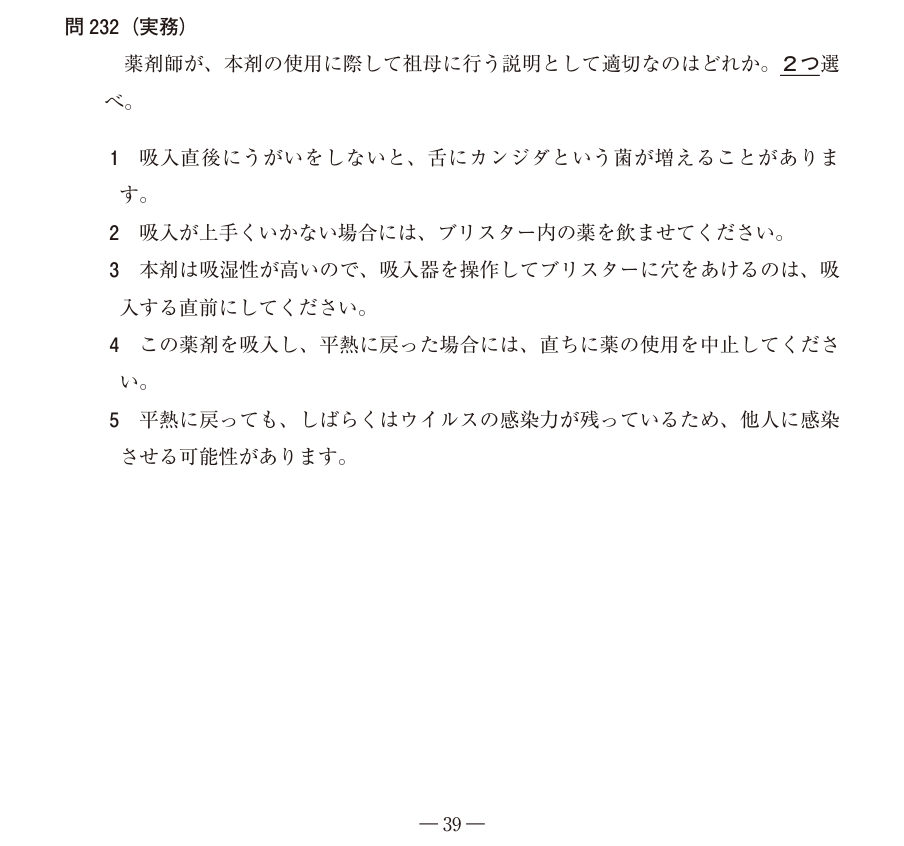 問 232（実務）
薬剤師が、本剤の使用に際して祖母に行う説明として適切なのはどれか。２つ選
べ。
1　吸入直後にうがいをしないと、舌にカンジダという菌が増えることがありま
す。
2　吸入が上手くいかない場合には、ブリスター内の薬を飲ませてください。
3　本剤は吸湿性が高いので、吸入器を操作してブリスターに穴をあけるのは、吸
入する直前にしてください。
4　この薬剤を吸入し、平熱に戻った場合には、直ちに薬の使用を中止してくださ
い。
5　平熱に戻っても、しばらくはウイルスの感染力が残っているため、他人に感染
させる可能性があります。
― 39 ―